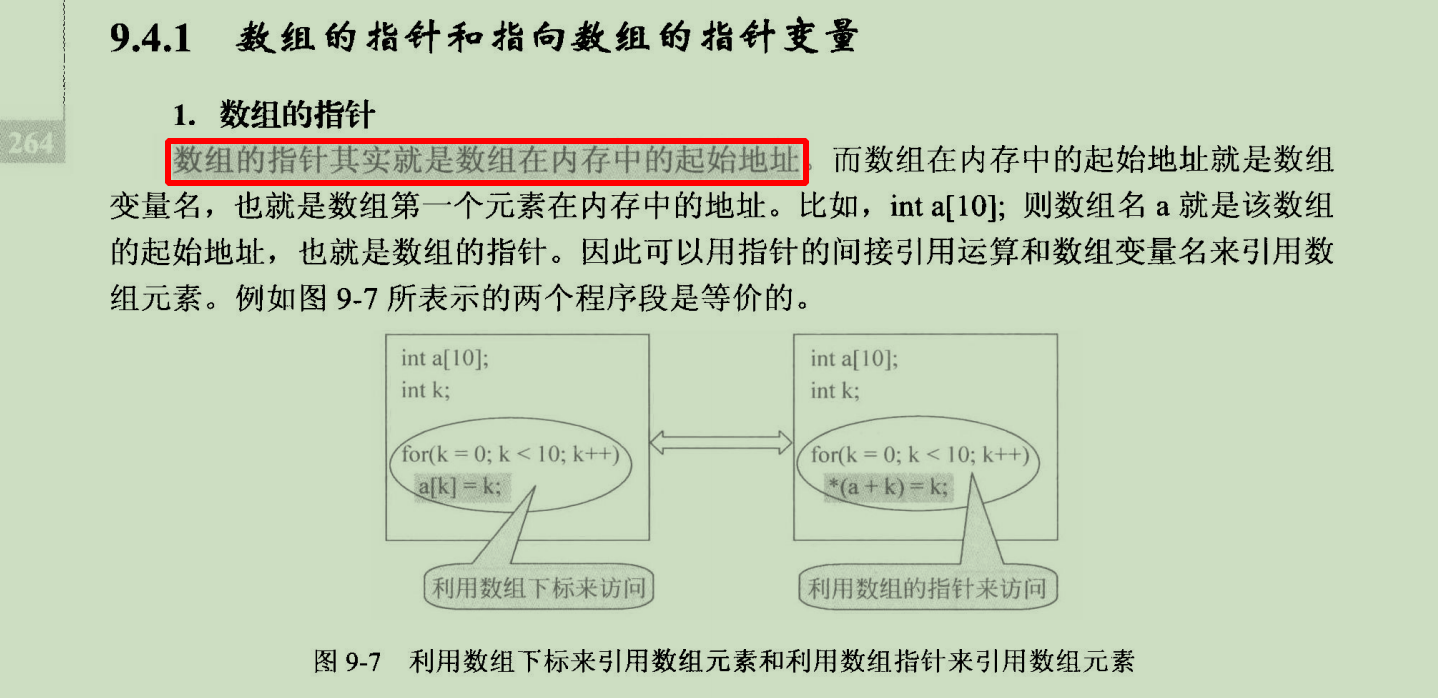 9.4.1 数组的指针和指向数组的指针变量
1. 数组的指针
264
数组的指针其实就是数组在内存中的起始地址。而数组在内存中的起始地址就是数组
变量名，也就是数组第一个元素在内存中的地址。比如，int a[10]; 则数组名 a 就是该数组
的起始地址，也就是数组的指针。因此可以用指针的间接引用运算和数组变量名来引用数
组元素。例如图 9-7 所表示的两个程序段是等价的。
int a[10];
int k;
for(k = 0; k < 10; k++)
a[k] = k;
利用数组下标来访问
int a[10];
int k;
for(k = 0; k < 10; k++)
*(a + k) = k;
利用数组的指针来访问
图 9-7 利用数组下标来引用数组元素和利用数组指针来引用数组元素